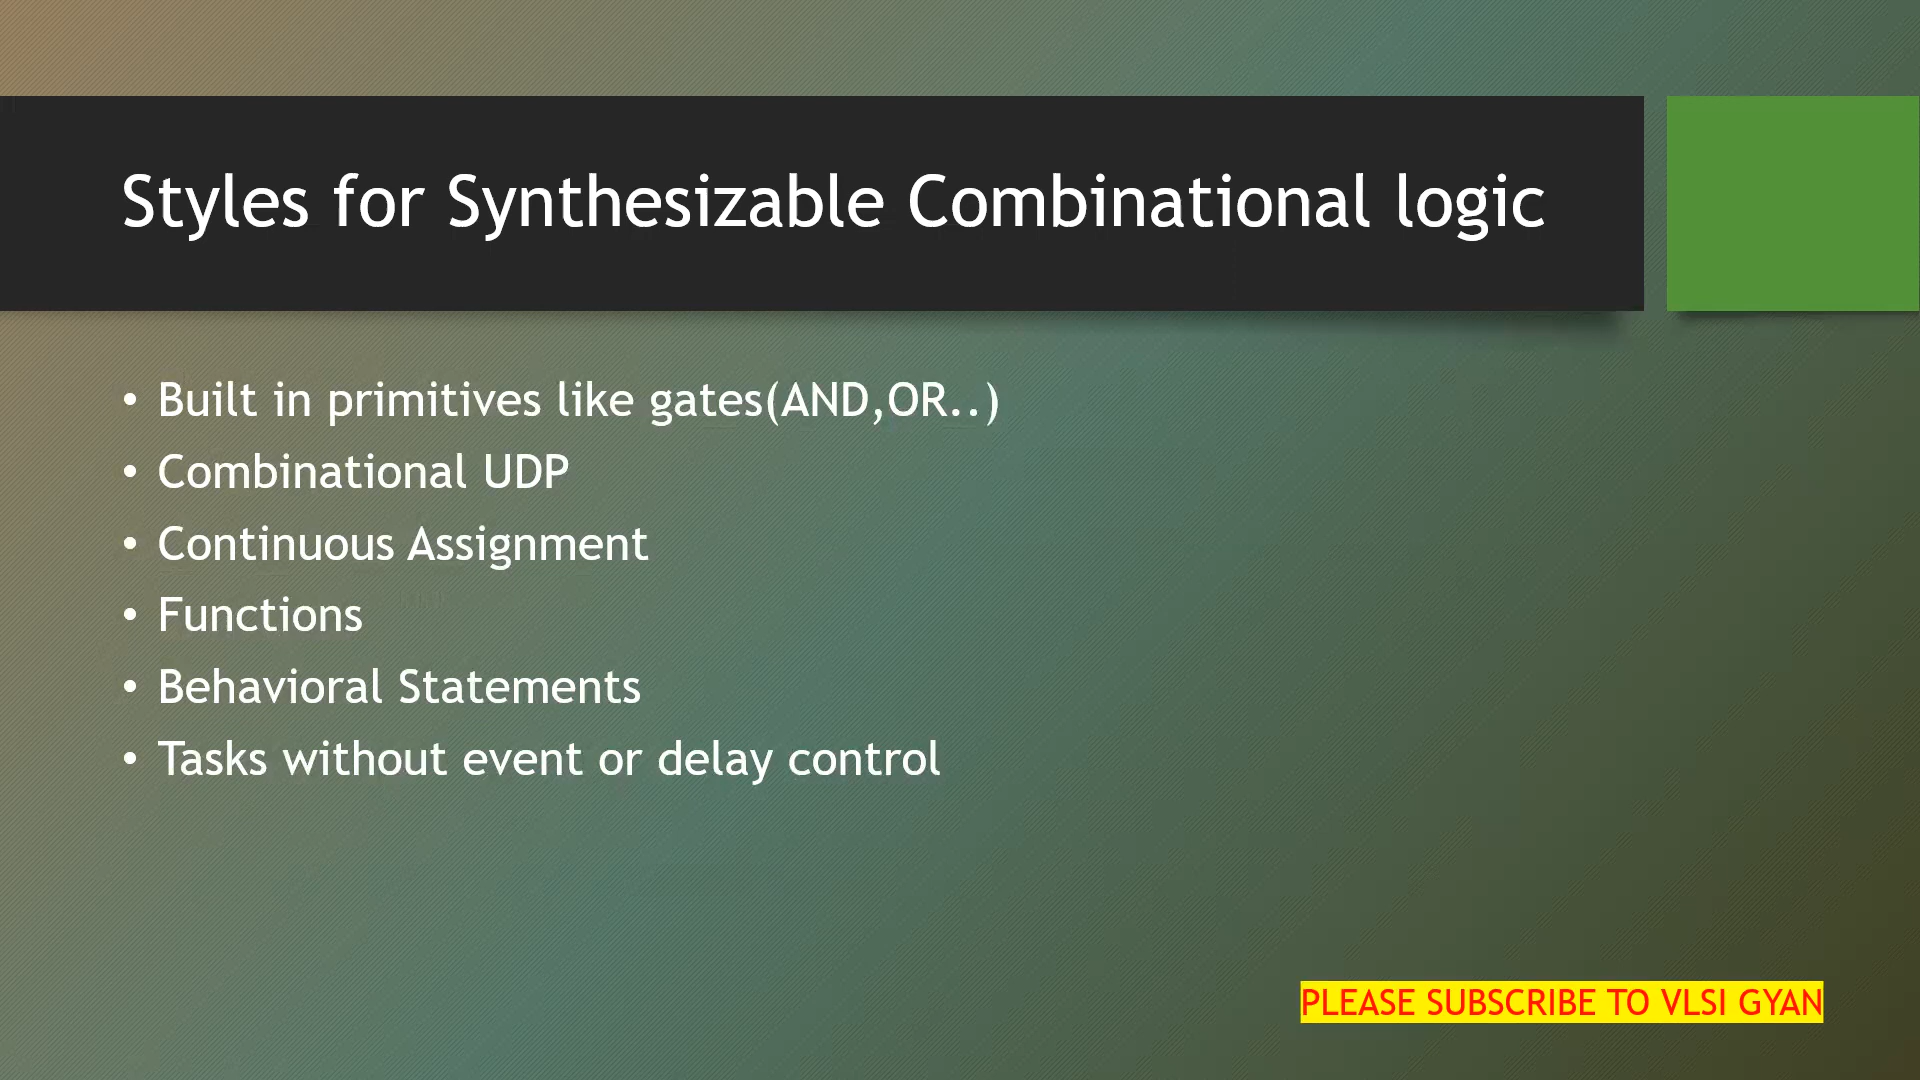 Styles for Synthesizable Combinational logic
• Built in primitives like gates(AND,OR..)
• Combinational UDP
• Continuous Assignment
• Functions
• Behavioral Statements
• Tasks without event or delay control
PLEASE SUBSCRIBE TO VLSI GYAN